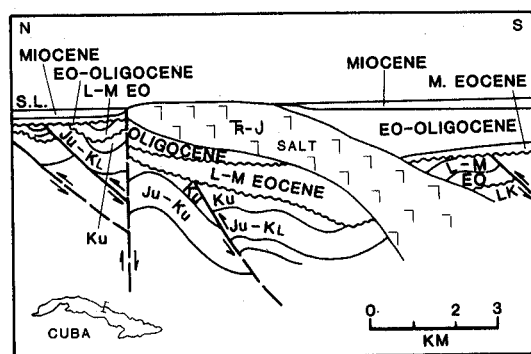 N S
MIOCENE MIOCENE
EO-OLIGOCENE M. EOCENE
L-M EO
S.L.
EO-OLIGOCENE
Ju-KL
OLIGOCENE
TR-J
SALT
L-M EOCENE
L-M
EO
LK
Ku
Ku
Ku
Ju-Ku
Ju-KL
CUBA
0 2 3
KM